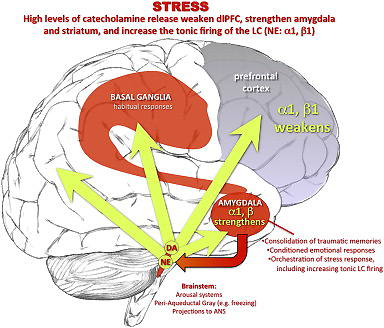 STRESS
High levels of catecholamine release weaken dlPFC, strengthen amygdala
and striatum, and increase the tonic firing of the LC (NE: α1, β1)
prefrontal
cortex
BASAL GANGLIA
habitual responses
α1, β1
weakens
AMYGDALA
α1, β
strengthens
DA
NE
•Consolidation of traumatic memories
•Conditioned emotional responses
•Orchestration of stress response,
including increasing tonic LC firing
Brainstem:
Arousal systems
Peri-Aqueductal Gray (e.g. freezing)
Projections to ANS